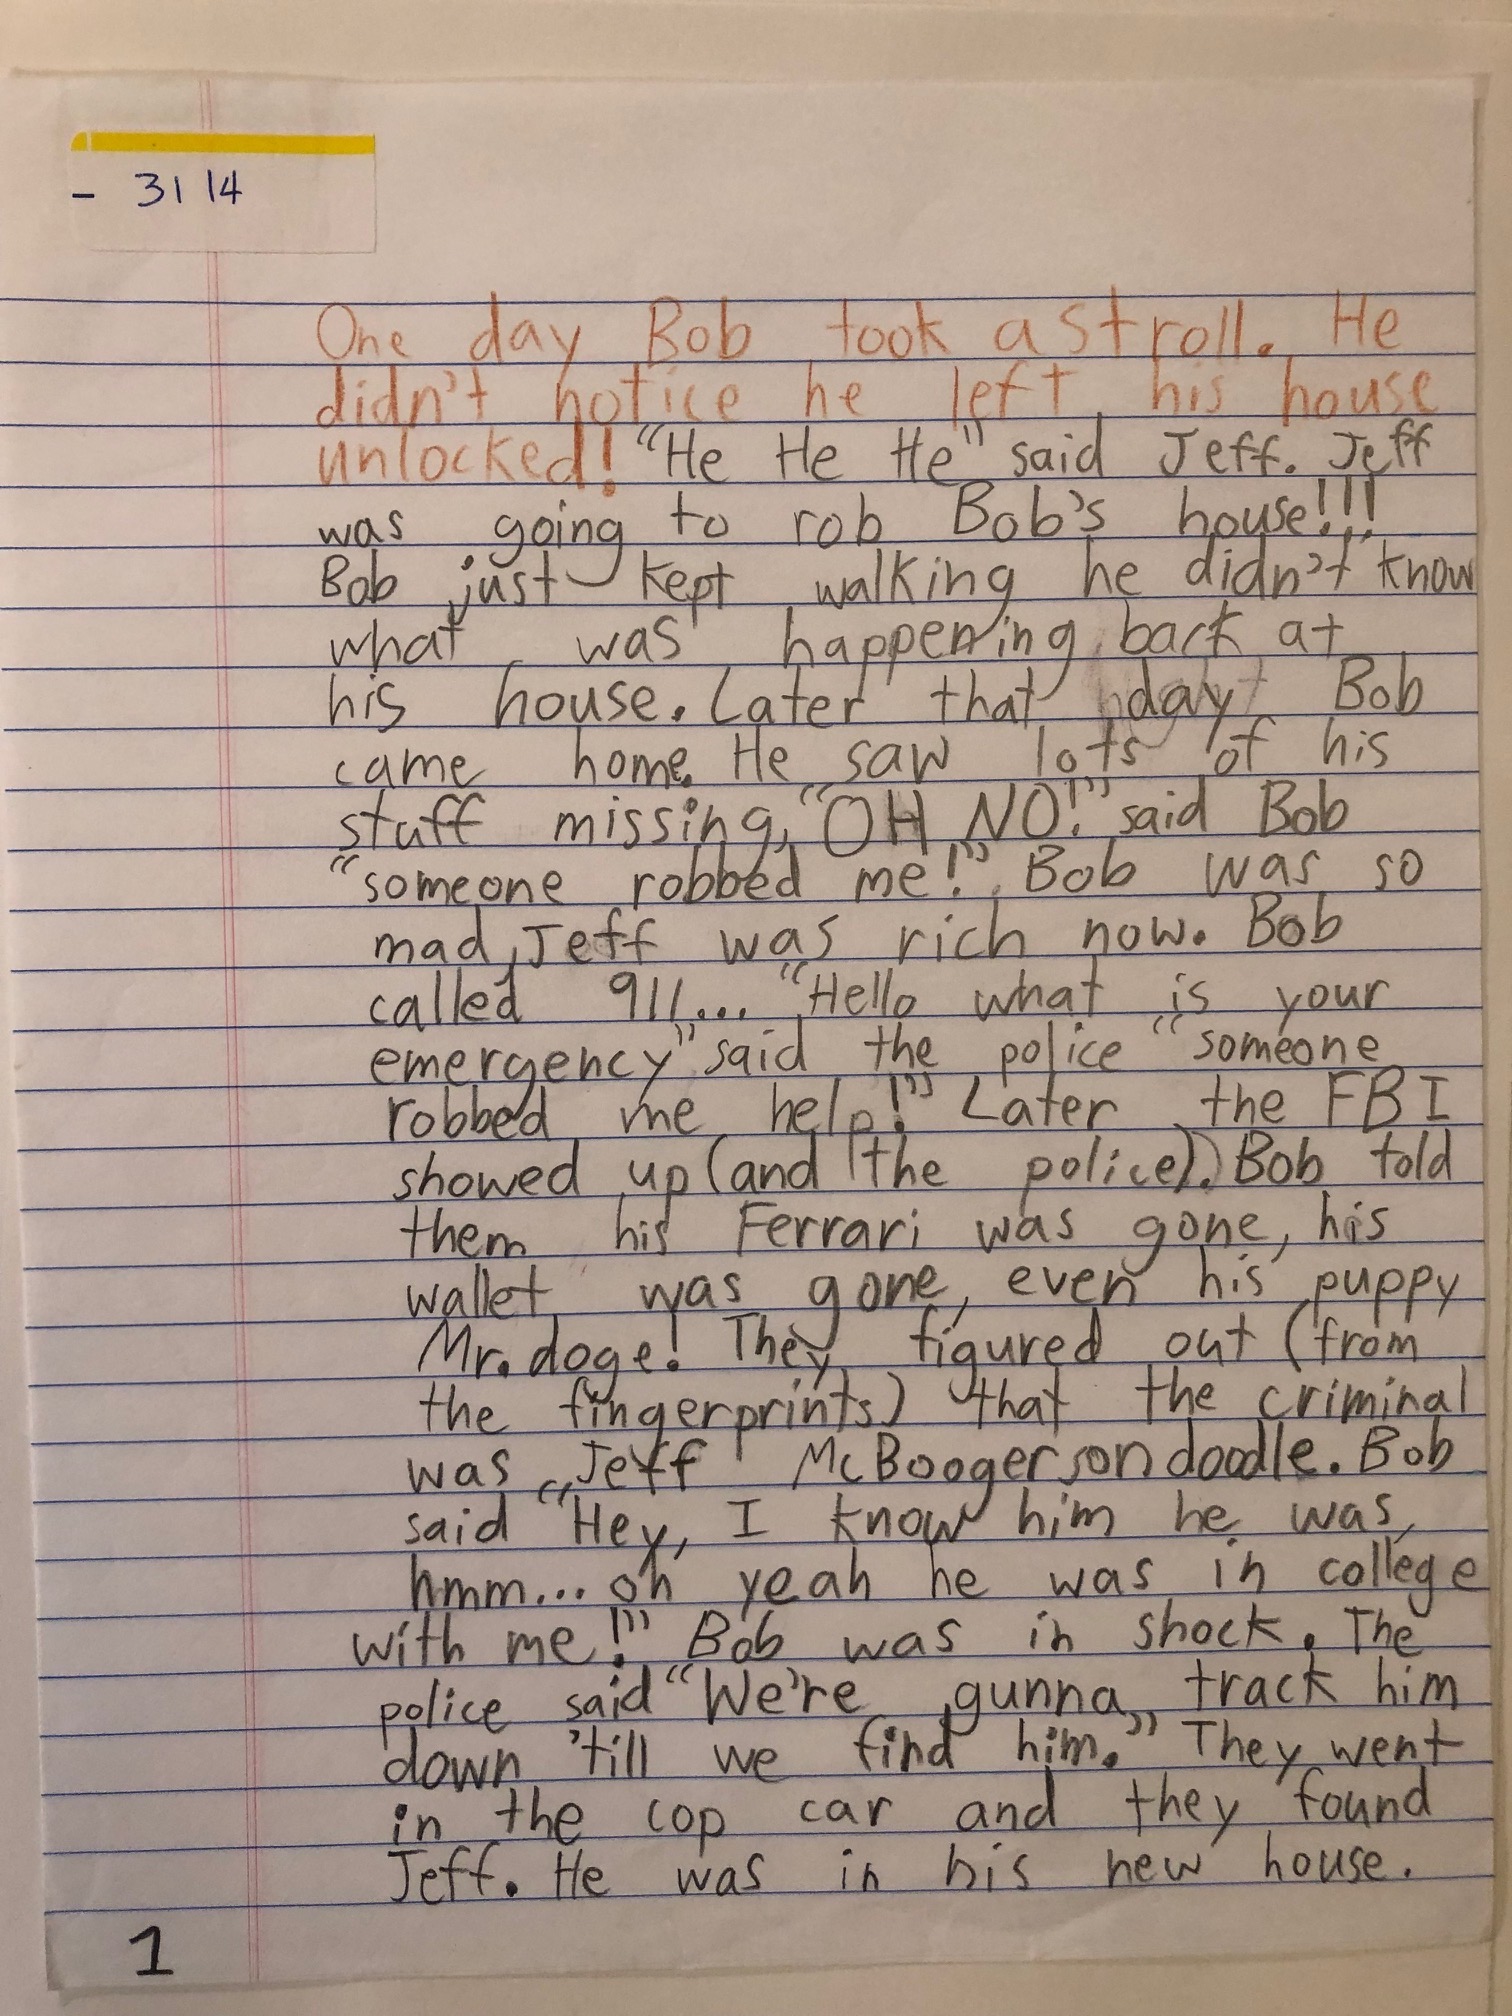 - 31 14
One day Bob took a stroll. He
didn't notice he left his house
unlocked! "He He He" said Jeff. Jeff
was going to rob Bob's house!!!
Bob just kept walking he didn't know
what was happening back at
his house. Later that day Bob
came home. He saw lots of his
stuff missing, "OH NO!" said Bob
"someone robbed me!" Bob was so
mad, Jeff was rich now. Bob
called 911... "Hello what is your
emergency" said the police "someone
robbed me help!" Later the FBI
showed up (and the police). Bob told
them his Ferrari was gone, his
wallet was gone, even his puppy
Mr. doge! They figured out (from
the fingerprints) that the criminal
was Jeff McBoogersondoodle. Bob
said "Hey, I know him he was,
hmm... oh yeah he was in college
with me!" Bob was in shock. The
police said "We're gunna track him
down 'till we find him." They went
in the cop car and they found
Jeff. He was in his new house.
1